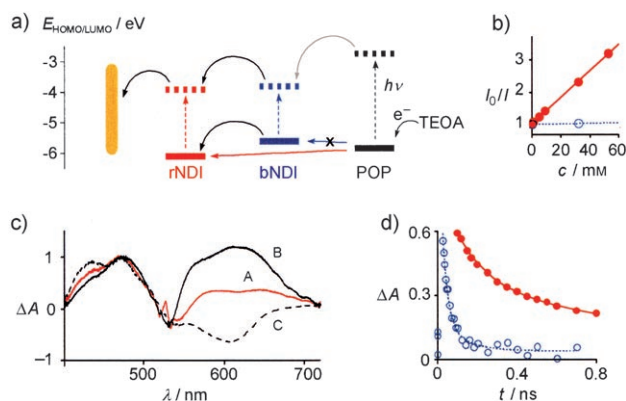 a) E HOMO/LUMO / eV
-3
-4
-5
-6
hν
e⁻
TEOA
rNDI
bNDI
POP
b)
3
2
1
I₀/I
0 20 40 60
c / mM
c)
1
0
-1
ΔA
B
A
C
500 600 700
λ / nm
d)
0.6
0.3
0
ΔA
0 0.4 0.8
t / ns